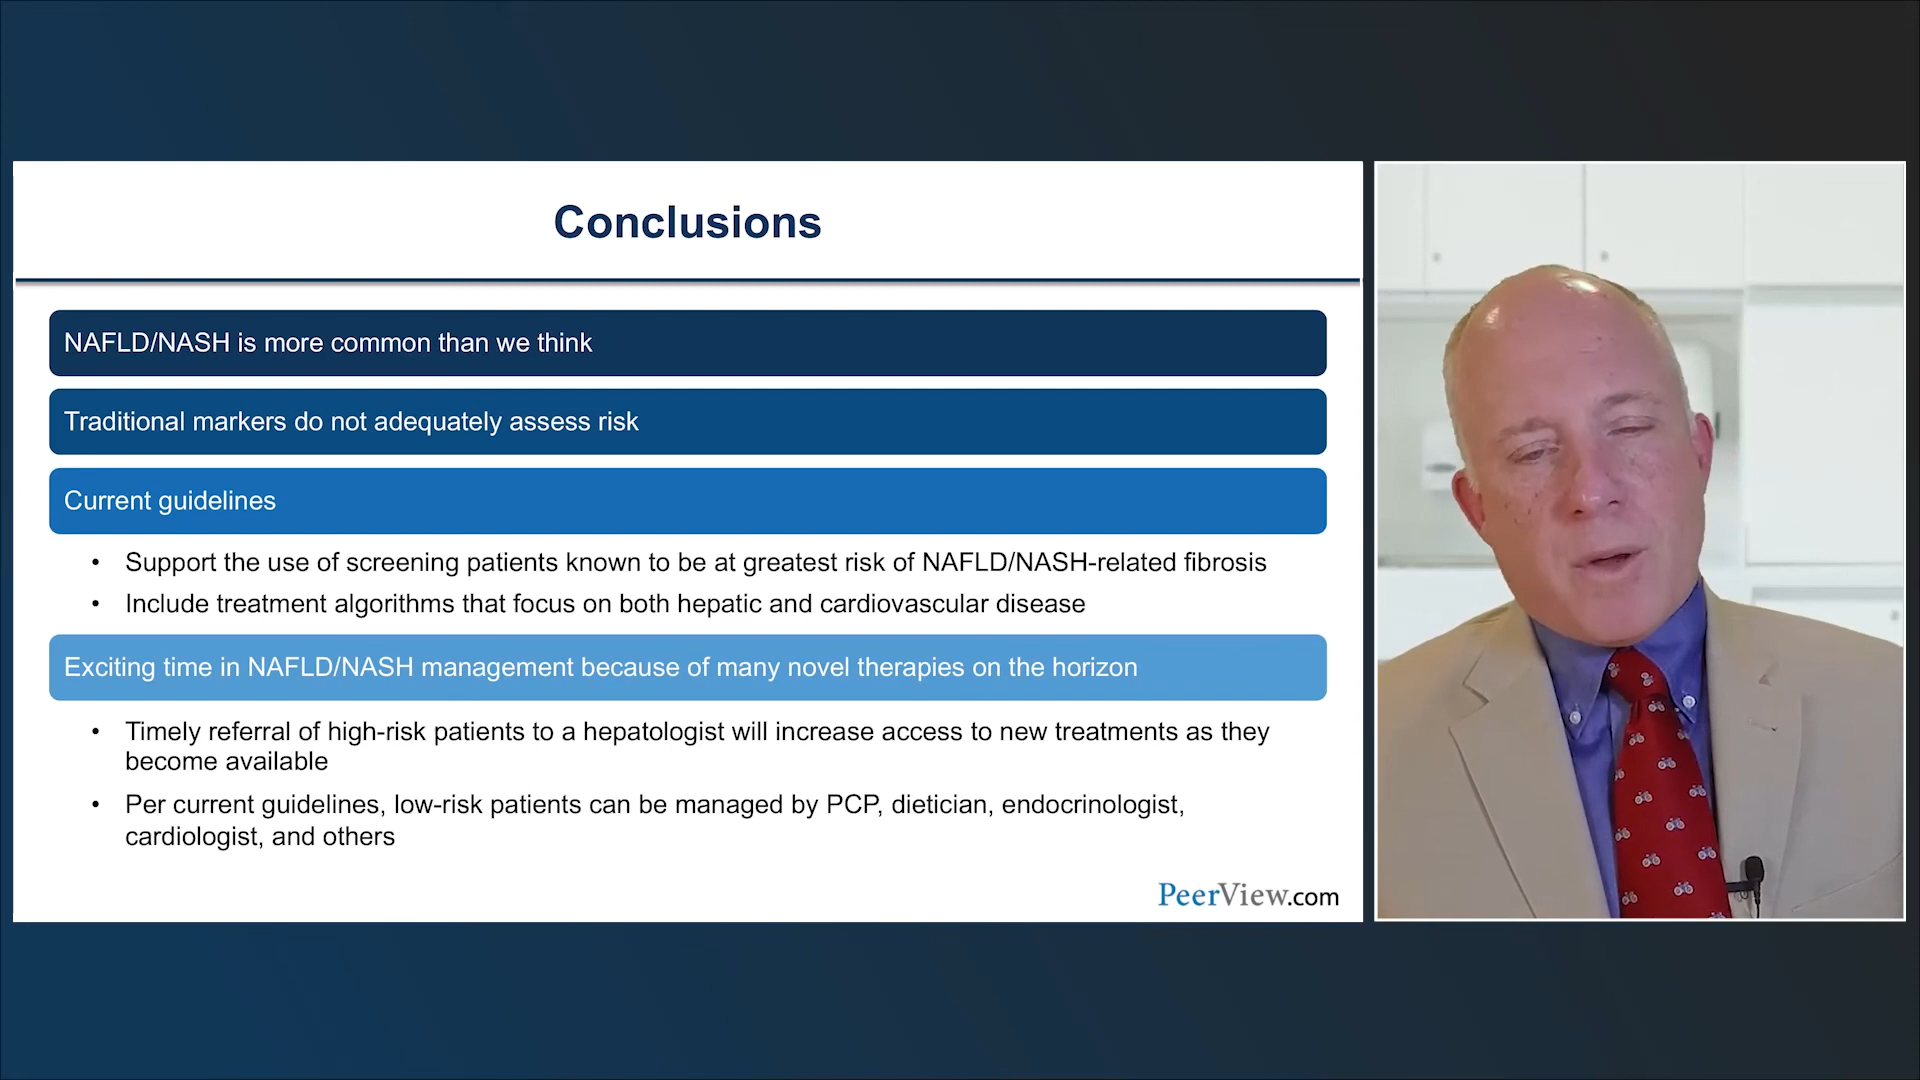 Conclusions
NAFLD/NASH is more common than we think
Traditional markers do not adequately assess risk
Current guidelines
• Support the use of screening patients known to be at greatest risk of NAFLD/NASH-related fibrosis
• Include treatment algorithms that focus on both hepatic and cardiovascular disease
Exciting time in NAFLD/NASH management because of many novel therapies on the horizon
• Timely referral of high-risk patients to a hepatologist will increase access to new treatments as they
become available
• Per current guidelines, low-risk patients can be managed by PCP, dietician, endocrinologist,
cardiologist, and others
PeerView.com